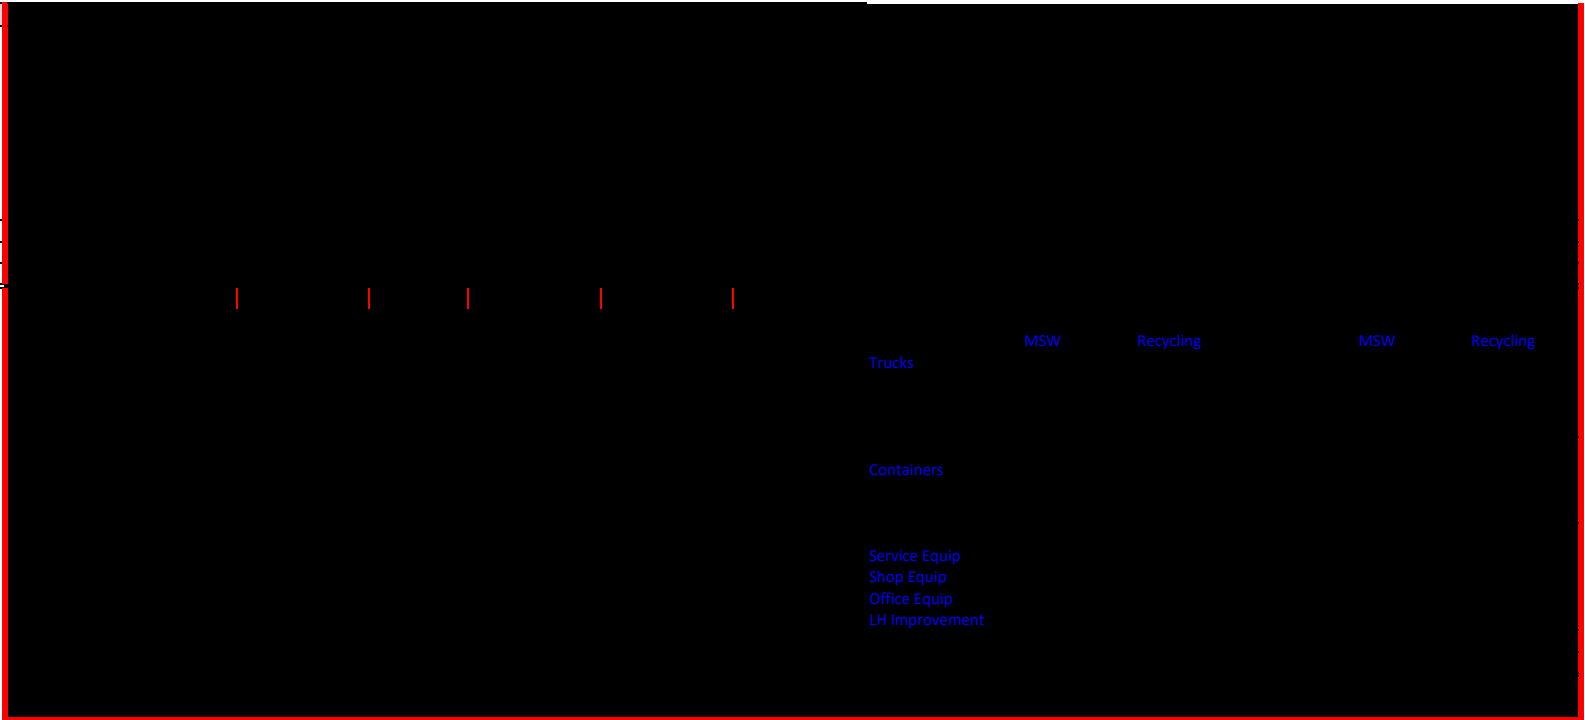 MSW Recycling MSW Recycling
Trucks
Containers
Service Equip
Shop Equip
Office Equip
LH Improvement